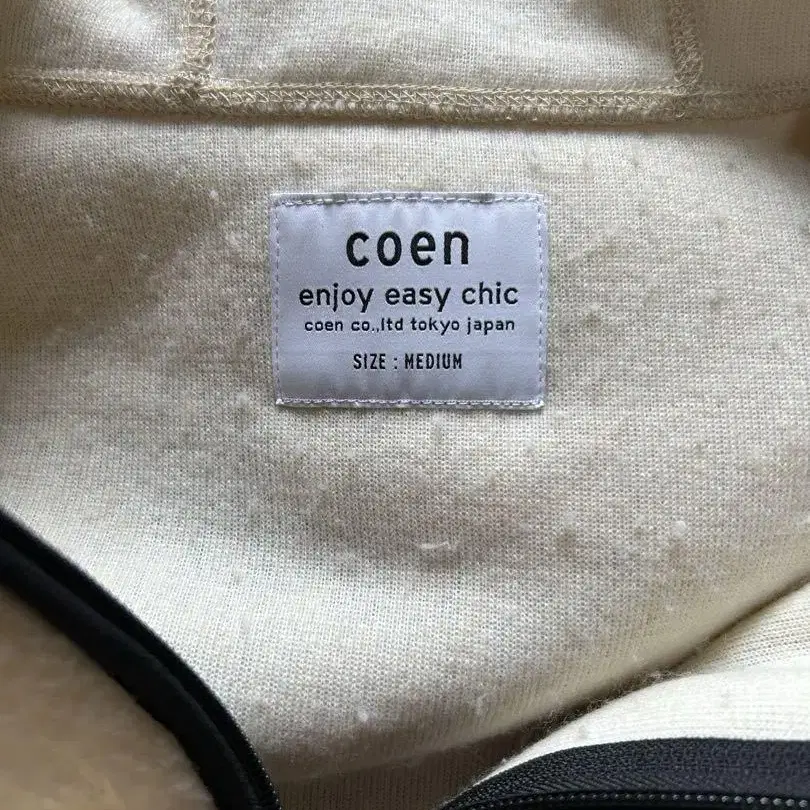 coen
enjoy easy chic
coen co.,ltd tokyo japan
SIZE : MEDIUM